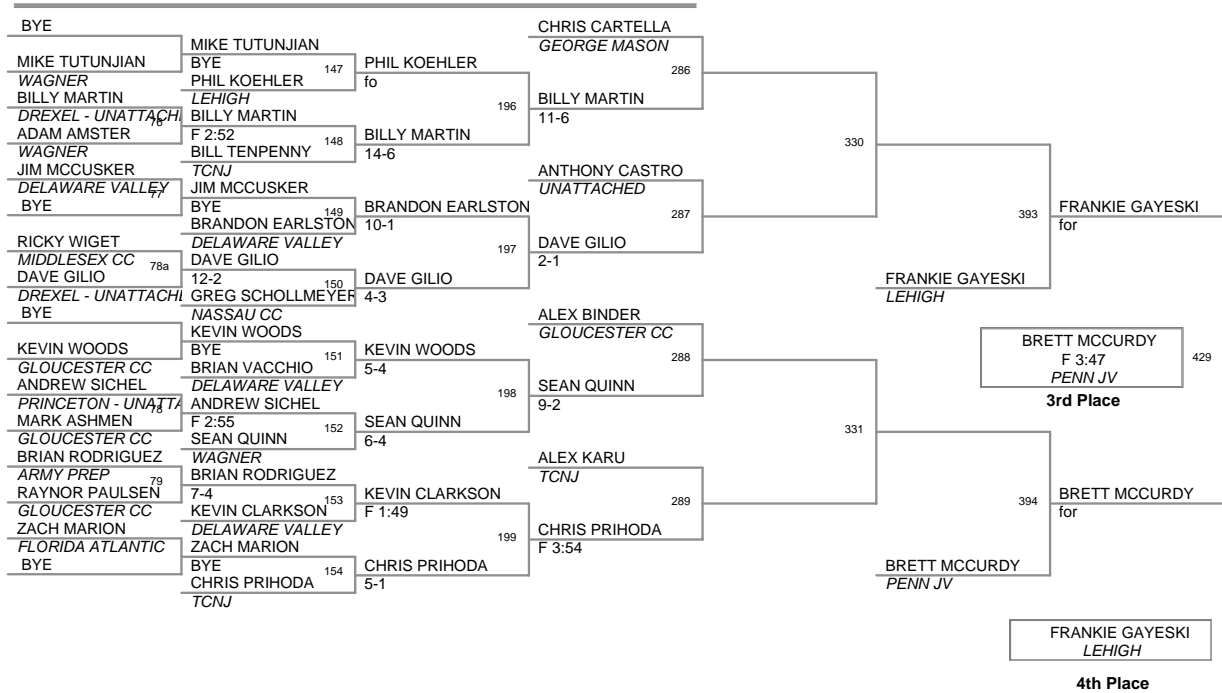 BYE
MIKE TUTUNJIAN
WAGNER
BILLY MARTIN
DREXEL - UNATTACHE
76
ADAM AMSTER
WAGNER
JIM MCCUSKER
DELAWARE VALLEY
77
BYE
RICKY WIGET
MIDDLESEX CC
78a
DAVE GILIO
DREXEL - UNATTACHE
BYE
KEVIN WOODS
GLOUCESTER CC
ANDREW SICHEL
PRINCETON - UNATTA
78
MARK ASHMEN
GLOUCESTER CC
BRIAN RODRIGUEZ
ARMY PREP
79
RAYNOR PAULSEN
GLOUCESTER CC
ZACH MARION
FLORIDA ATLANTIC
BYE
MIKE TUTUNJIAN
BYE
147
PHIL KOEHLER
LEHIGH
BILLY MARTIN
F 2:52
148
BILL TENPENNY
TCNJ
JIM MCCUSKER
BYE
149
BRANDON EARLSTON
DELAWARE VALLEY
DAVE GILIO
12-2
150
GREG SCHOLLMEYER
NASSAU CC
KEVIN WOODS
BYE
151
BRIAN VACCHIO
DELAWARE VALLEY
ANDREW SICHEL
F 2:55
152
SEAN QUINN
WAGNER
BRIAN RODRIGUEZ
7-4
153
KEVIN CLARKSON
DELAWARE VALLEY
ZACH MARION
BYE
154
CHRIS PRIHODA
TCNJ
PHIL KOEHLER
fo
196
BILLY MARTIN
14-6
BRANDON EARLSTON
10-1
197
DAVE GILIO
4-3
KEVIN WOODS
5-4
198
SEAN QUINN
6-4
KEVIN CLARKSON
F 1:49
199
CHRIS PRIHODA
5-1
CHRIS CARTELLA
GEORGE MASON
286
BILLY MARTIN
11-6
ANTHONY CASTRO
UNATTACHED
287
DAVE GILIO
2-1
ALEX BINDER
GLOUCESTER CC
288
SEAN QUINN
9-2
ALEX KARU
TCNJ
289
CHRIS PRIHODA
F 3:54
330
331
FRANKIE GAYESKI
LEHIGH
393
BRETT MCCURDY
PENN JV
394
FRANKIE GAYESKI
for
BRETT MCCURDY
for
BRETT MCCURDY
F 3:47
PENN JV
429
3rd Place
FRANKIE GAYESKI
LEHIGH
4th Place